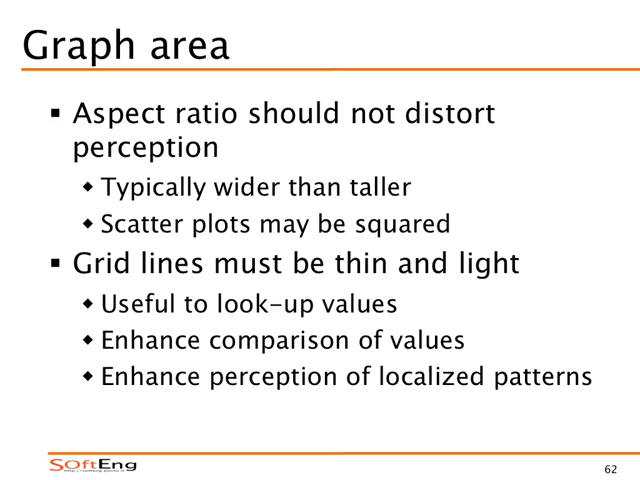 Graph area
▪ Aspect ratio should not distort
perception
◆ Typically wider than taller
◆ Scatter plots may be squared
▪ Grid lines must be thin and light
◆ Useful to look-up values
◆ Enhance comparison of values
◆ Enhance perception of localized patterns
SOftEng
62